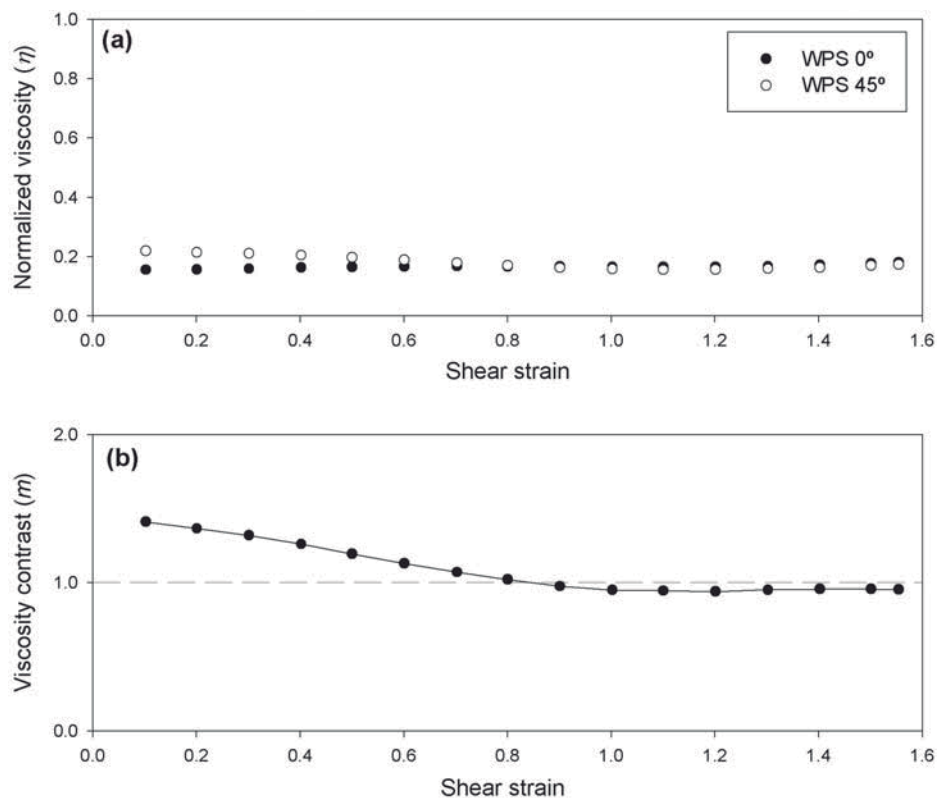 (a)
WPS 0º
WPS 45º
Normalized viscosity (η)
1.0
0.8
0.6
0.4
0.2
0.0
0.0 0.2 0.4 0.6 0.8 1.0 1.2 1.4 1.6
Shear strain
(b)
Viscosity contrast (m)
2.0
1.0
0.0
0.0 0.2 0.4 0.6 0.8 1.0 1.2 1.4 1.6
Shear strain